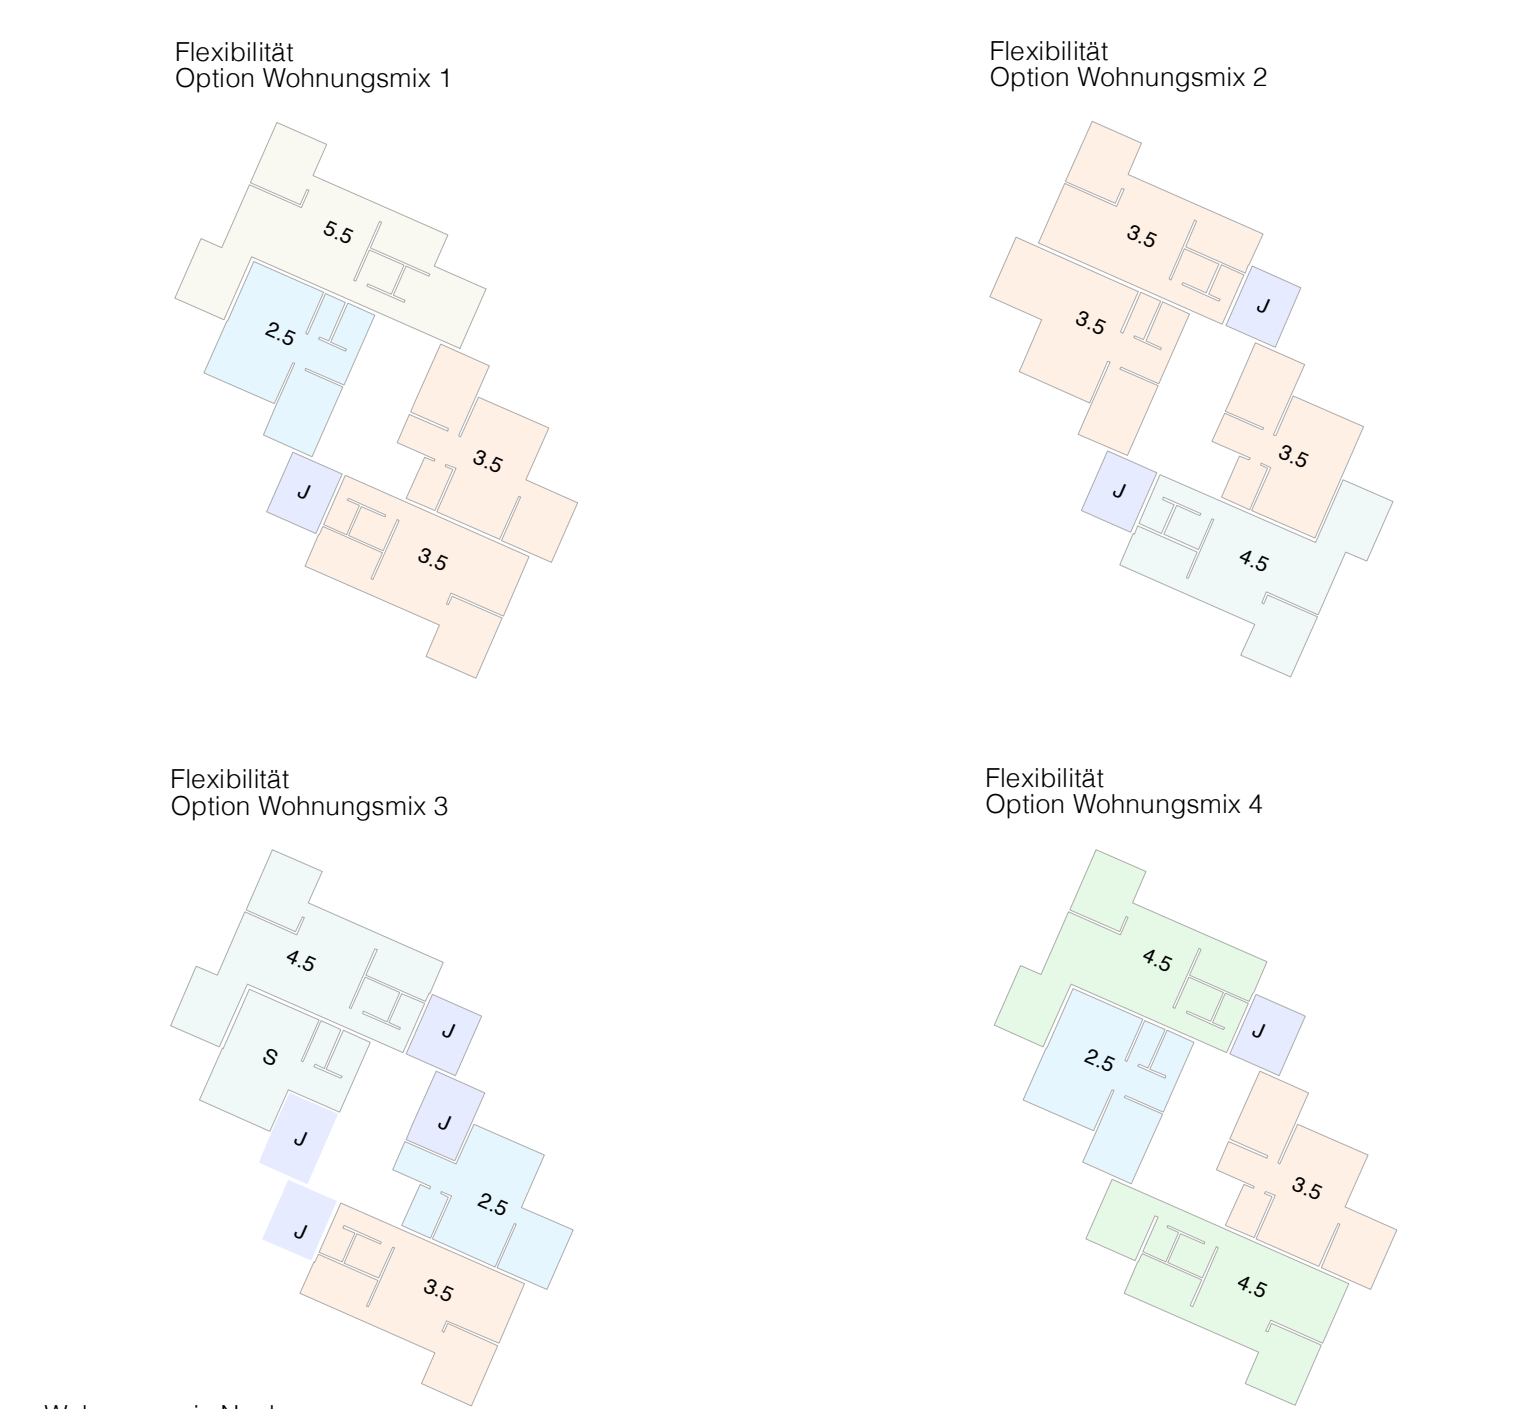 Flexibilität
Option Wohnungsmix 1
5.5
2.5
3.5
J
3.5
Flexibilität
Option Wohnungsmix 2
3.5
J
3.5
3.5
J
4.5
Flexibilität
Option Wohnungsmix 3
4.5
J
S
J
J
2.5
J
3.5
Flexibilität
Option Wohnungsmix 4
4.5
J
2.5
3.5
4.5